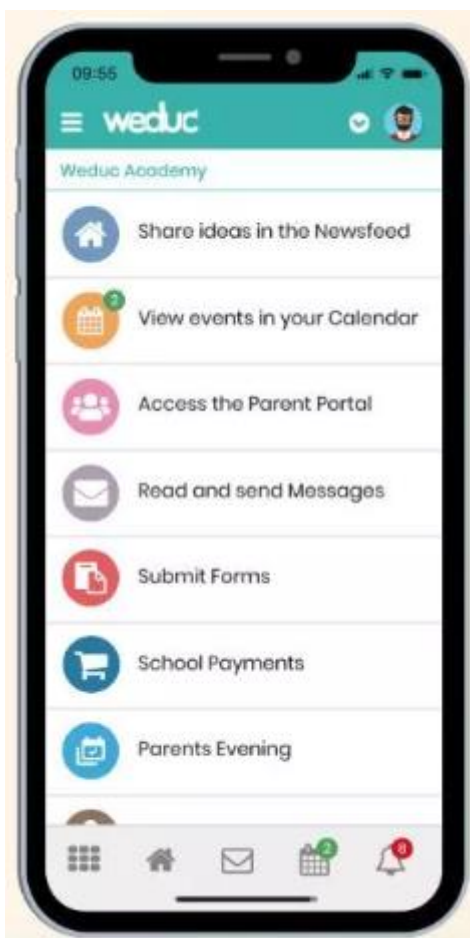 09:55
weduc
Weduc Academy
Share ideas in the Newsfeed
2
View events in your Calendar
Access the Parent Portal
Read and send Messages
Submit Forms
School Payments
Parents Evening
2
8